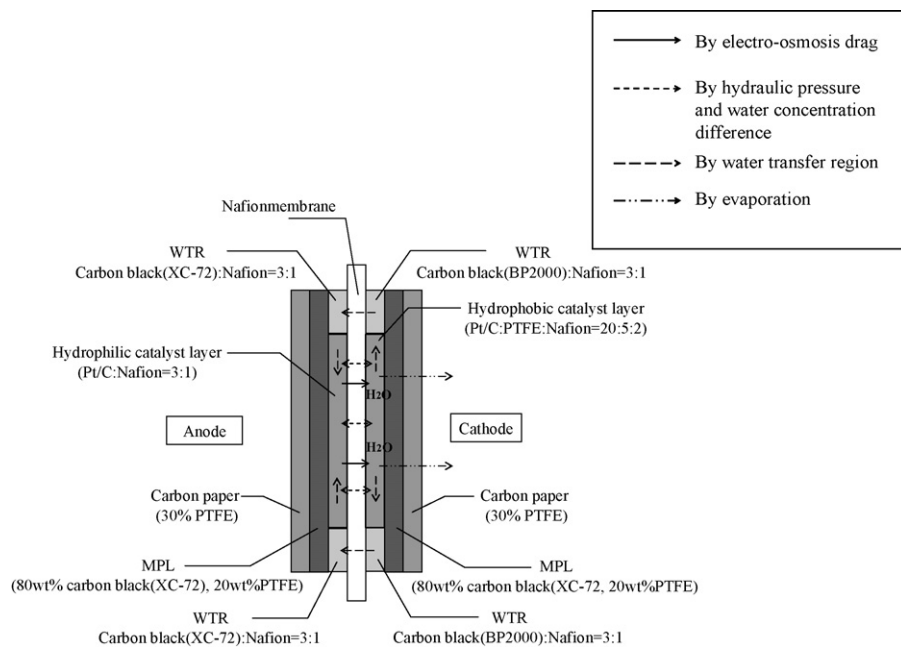 By electro-osmosis drag
By hydraulic pressure
and water concentration
difference
By water transfer region
By evaporation
Nafionmembrane
WTR
Carbon black(XC-72):Nafion=3:1
WTR
Carbon black(BP2000):Nafion=3:1
Hydrophobic catalyst layer
(Pt/C:PTFE:Nafion=20:5:2)
Hydrophilic catalyst layer
(Pt/C:Nafion=3:1)
H2O
Anode
Cathode
H2O
Carbon paper
(30% PTFE)
Carbon paper
(30% PTFE)
MPL
(80wt% carbon black(XC-72), 20wt%PTFE)
MPL
(80wt% carbon black(XC-72, 20wt%PTFE)
WTR
Carbon black(XC-72):Nafion=3:1
WTR
Carbon black(BP2000):Nafion=3:1